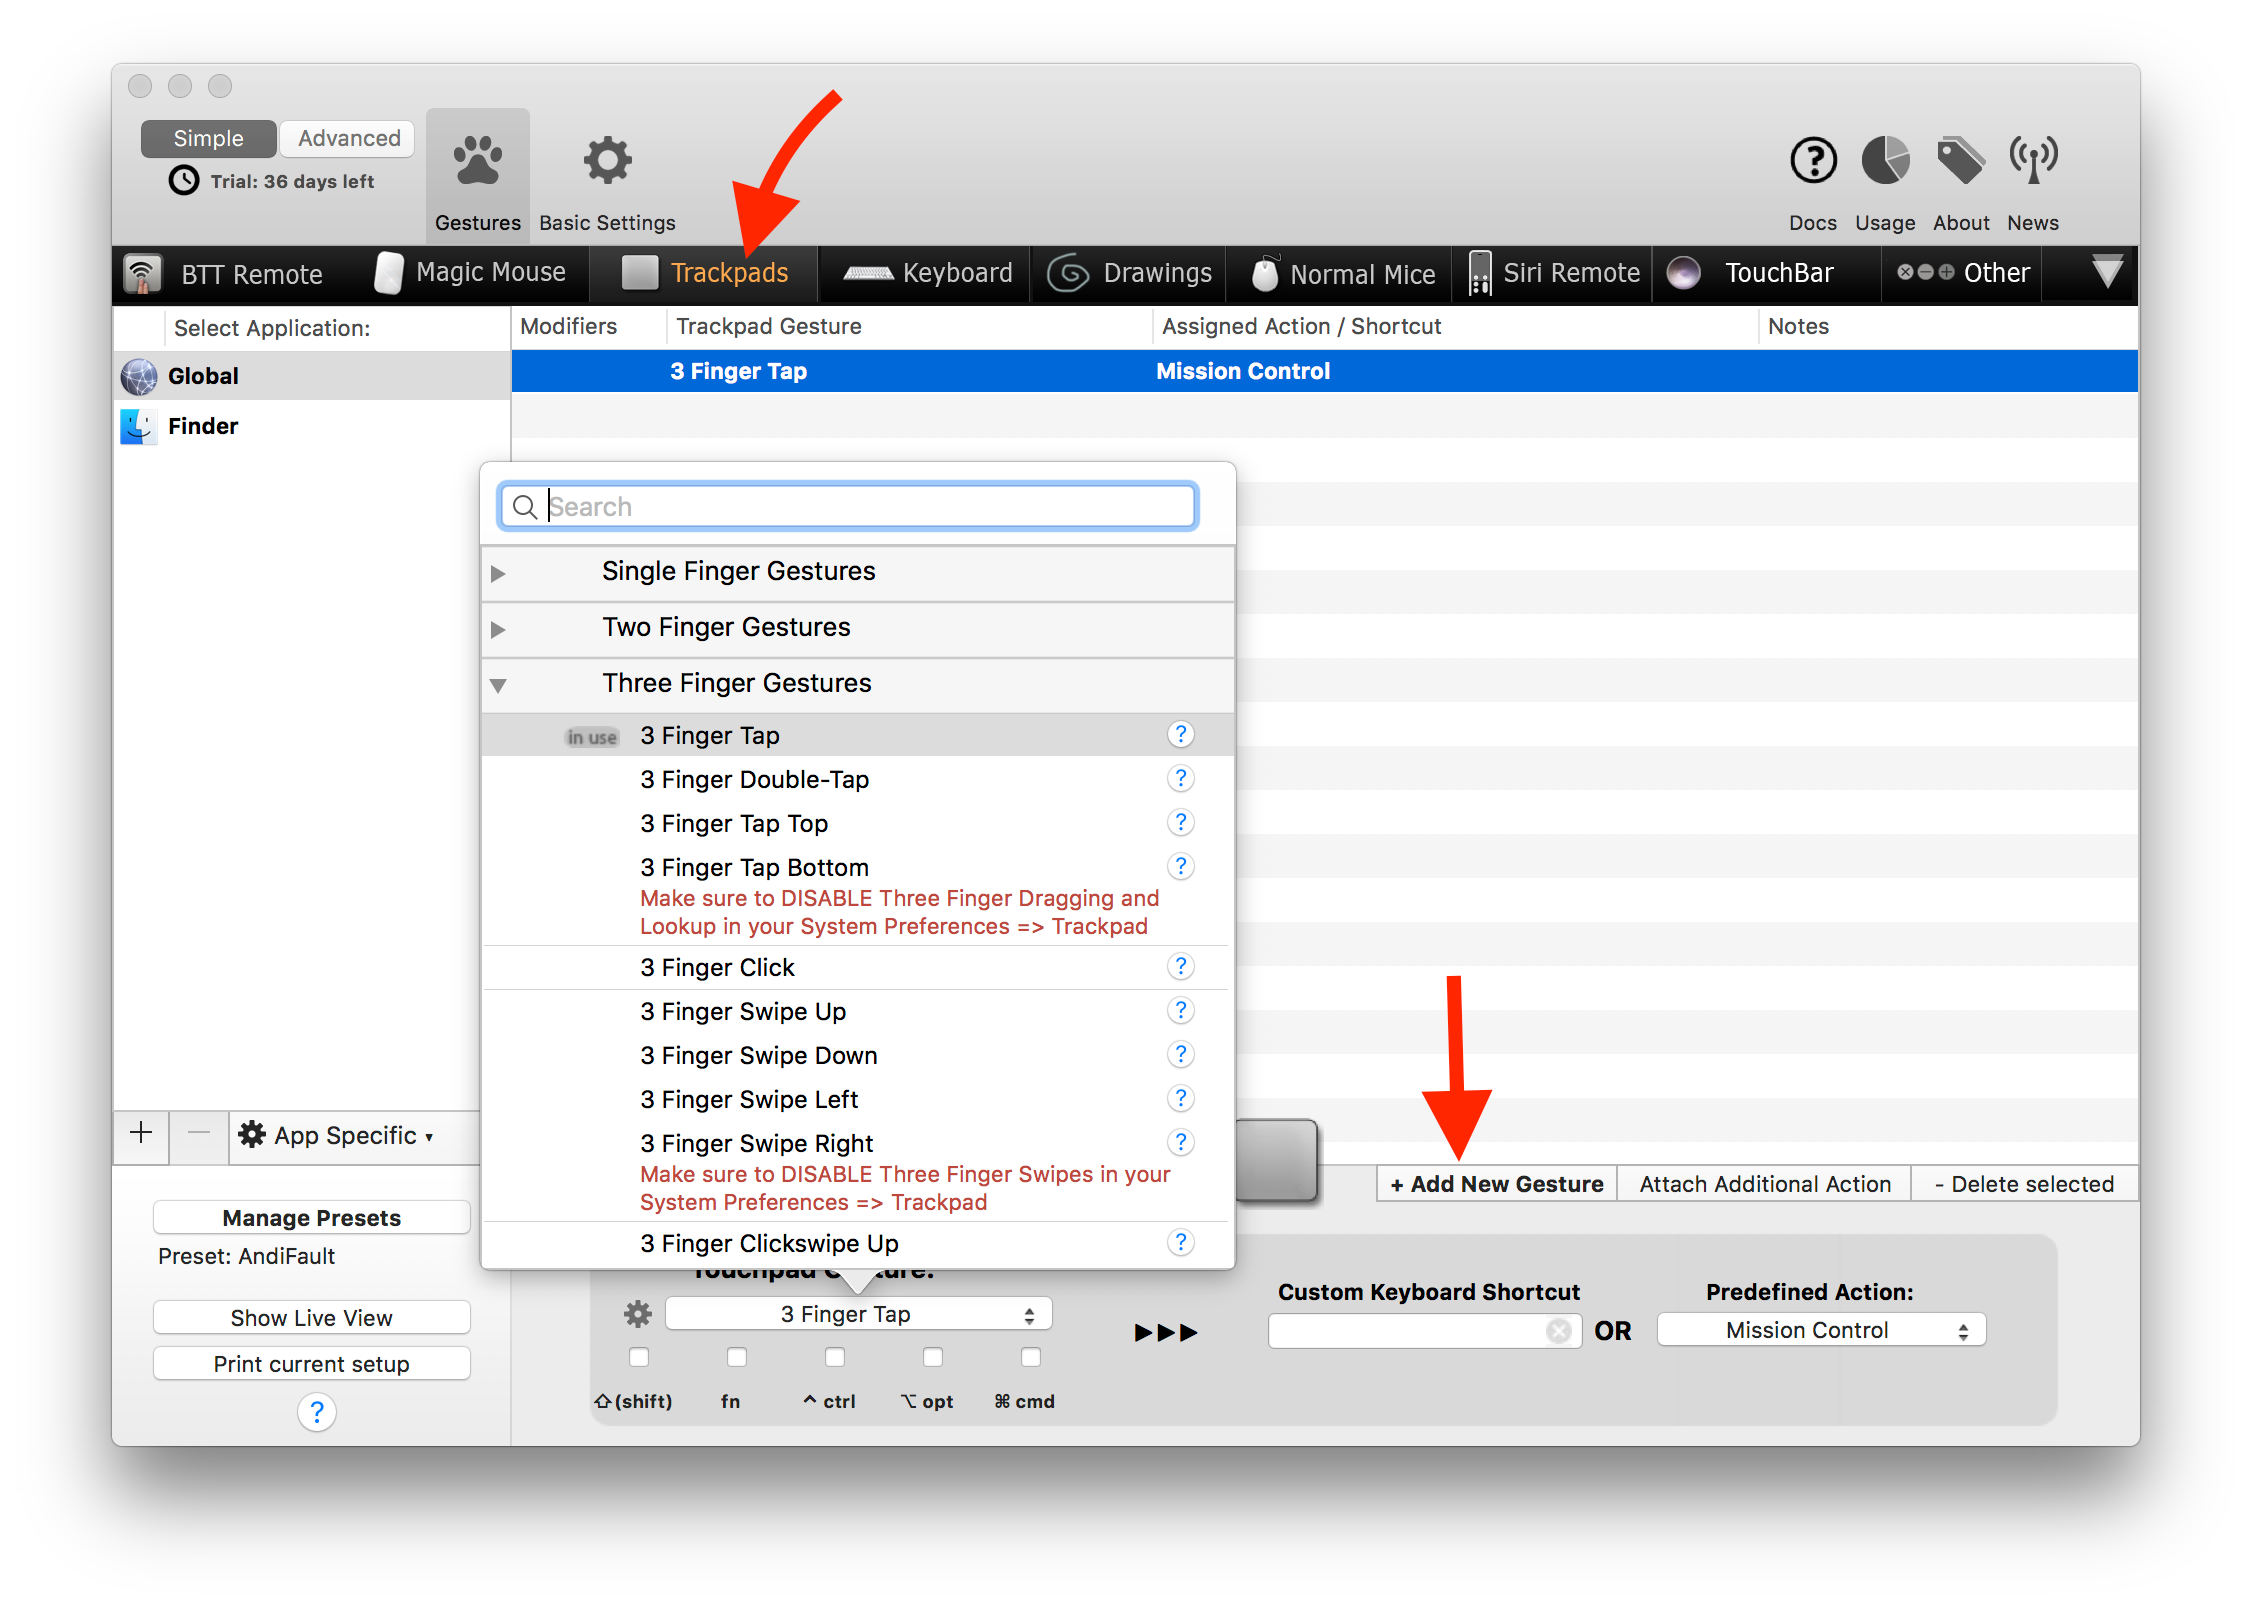 Simple
Advanced
Trial: 36 days left
Gestures
Basic Settings
Docs
Usage
About
News
BTT Remote
Magic Mouse
Trackpads
Keyboard
Drawings
Normal Mice
Siri Remote
TouchBar
Other
Select Application:
Modifiers
Trackpad Gesture
Assigned Action / Shortcut
Notes
Global
3 Finger Tap
Mission Control
Finder
Search
Single Finger Gestures
Two Finger Gestures
Three Finger Gestures
in use
3 Finger Tap
?
3 Finger Double-Tap
?
3 Finger Tap Top
?
3 Finger Tap Bottom
?
Make sure to DISABLE Three Finger Dragging and
Lookup in your System Preferences => Trackpad
3 Finger Click
?
3 Finger Swipe Up
?
3 Finger Swipe Down
?
3 Finger Swipe Left
?
3 Finger Swipe Right
?
Make sure to DISABLE Three Finger Swipes in your
System Preferences => Trackpad
3 Finger Clickswipe Up
?
App Specific
+ Add New Gesture
Attach Additional Action
- Delete selected
Manage Presets
Preset: AndiFault
Show Live View
Print current setup
?
3 Finger Tap
⇧(shift)
fn
^ ctrl
⌥ opt
⌘ cmd
Custom Keyboard Shortcut
OR
Predefined Action:
Mission Control